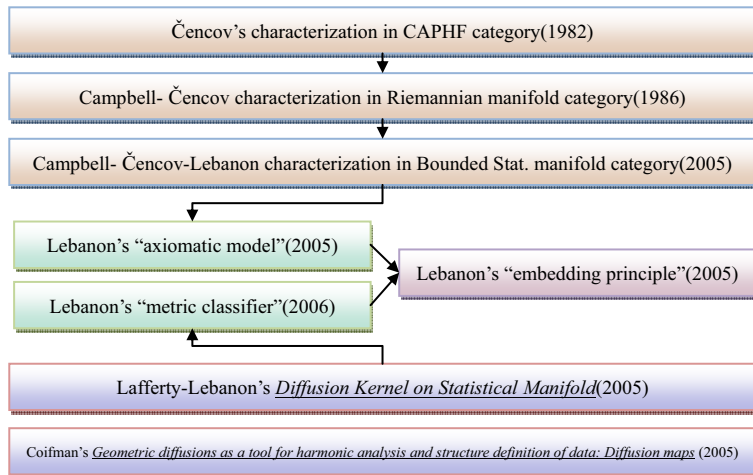 Čencov's characterization in CAPHF category(1982)
Campbell- Čencov characterization in Riemannian manifold category(1986)
Campbell- Čencov-Lebanon characterization in Bounded Stat. manifold category(2005)
Lebanon's “axiomatic model”(2005)
Lebanon's “embedding principle”(2005)
Lebanon's “metric classifier”(2006)
Lafferty-Lebanon's Diffusion Kernel on Statistical Manifold(2005)
Coifman's Geometric diffusions as a tool for harmonic analysis and structure definition of data: Diffusion maps (2005)